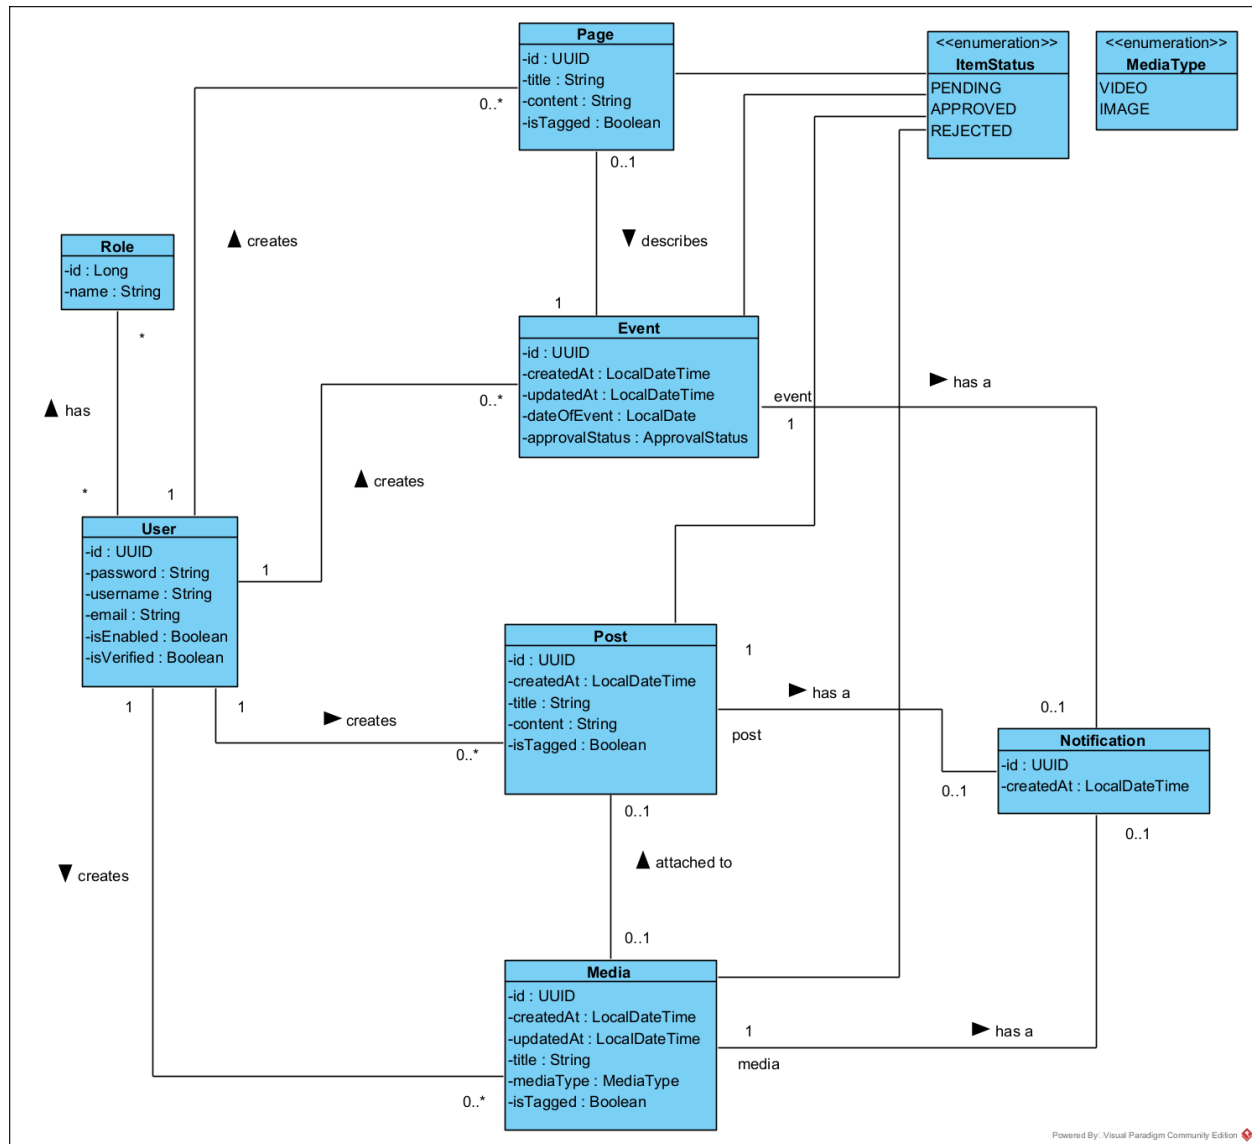 Page
-id : UUID
-title : String
-content : String
-isTagged : Boolean
<<enumeration>>
ItemStatus
PENDING
APPROVED
REJECTED
<<enumeration>>
MediaType
VIDEO
IMAGE
0..*
0..1
creates
describes
Role
-id : Long
-name : String
*
has
*
1
1
Event
-id : UUID
-createdAt : LocalDateTime
-updatedAt : LocalDateTime
-dateOfEvent : LocalDate
-approvalStatus : ApprovalStatus
0..*
event
1
has a
creates
User
-id : UUID
-password : String
-username : String
-email : String
-isEnabled : Boolean
-isVerified : Boolean
1
1
1
creates
0..*
Post
-id : UUID
-createdAt : LocalDateTime
-title : String
-content : String
-isTagged : Boolean
1
has a
post
0..1
0..1
Notification
-id : UUID
-createdAt : LocalDateTime
0..1
0..1
attached to
0..1
creates
Media
-id : UUID
-createdAt : LocalDateTime
-updatedAt : LocalDateTime
-title : String
-mediaType : MediaType
-isTagged : Boolean
1
has a
media
0..*
Powered By Visual Paradigm Community Edition